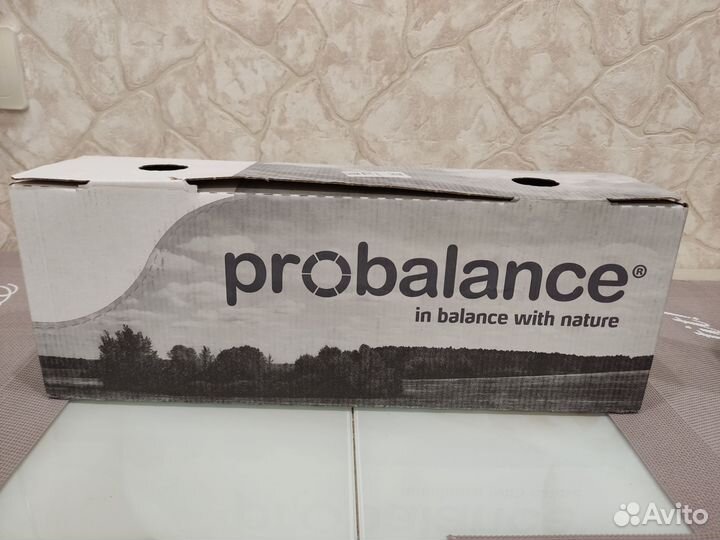 probalance®
in balance with nature
Avito